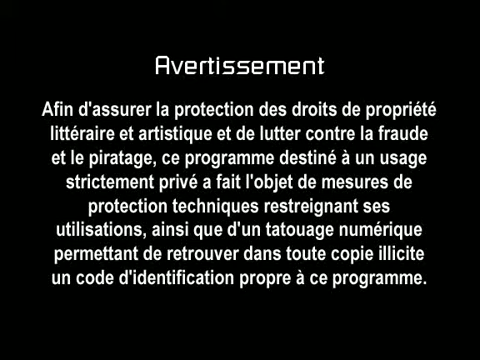 Avertissement
Afin d'assurer la protection des droits de propriété
littéraire et artistique et de lutter contre la fraude
et le piratage, ce programme destiné à un usage
strictement privé a fait l'objet de mesures de
protection techniques restreignant ses
utilisations, ainsi que d'un tatouage numérique
permettant de retrouver dans toute copie illicite
un code d'identification propre à ce programme.